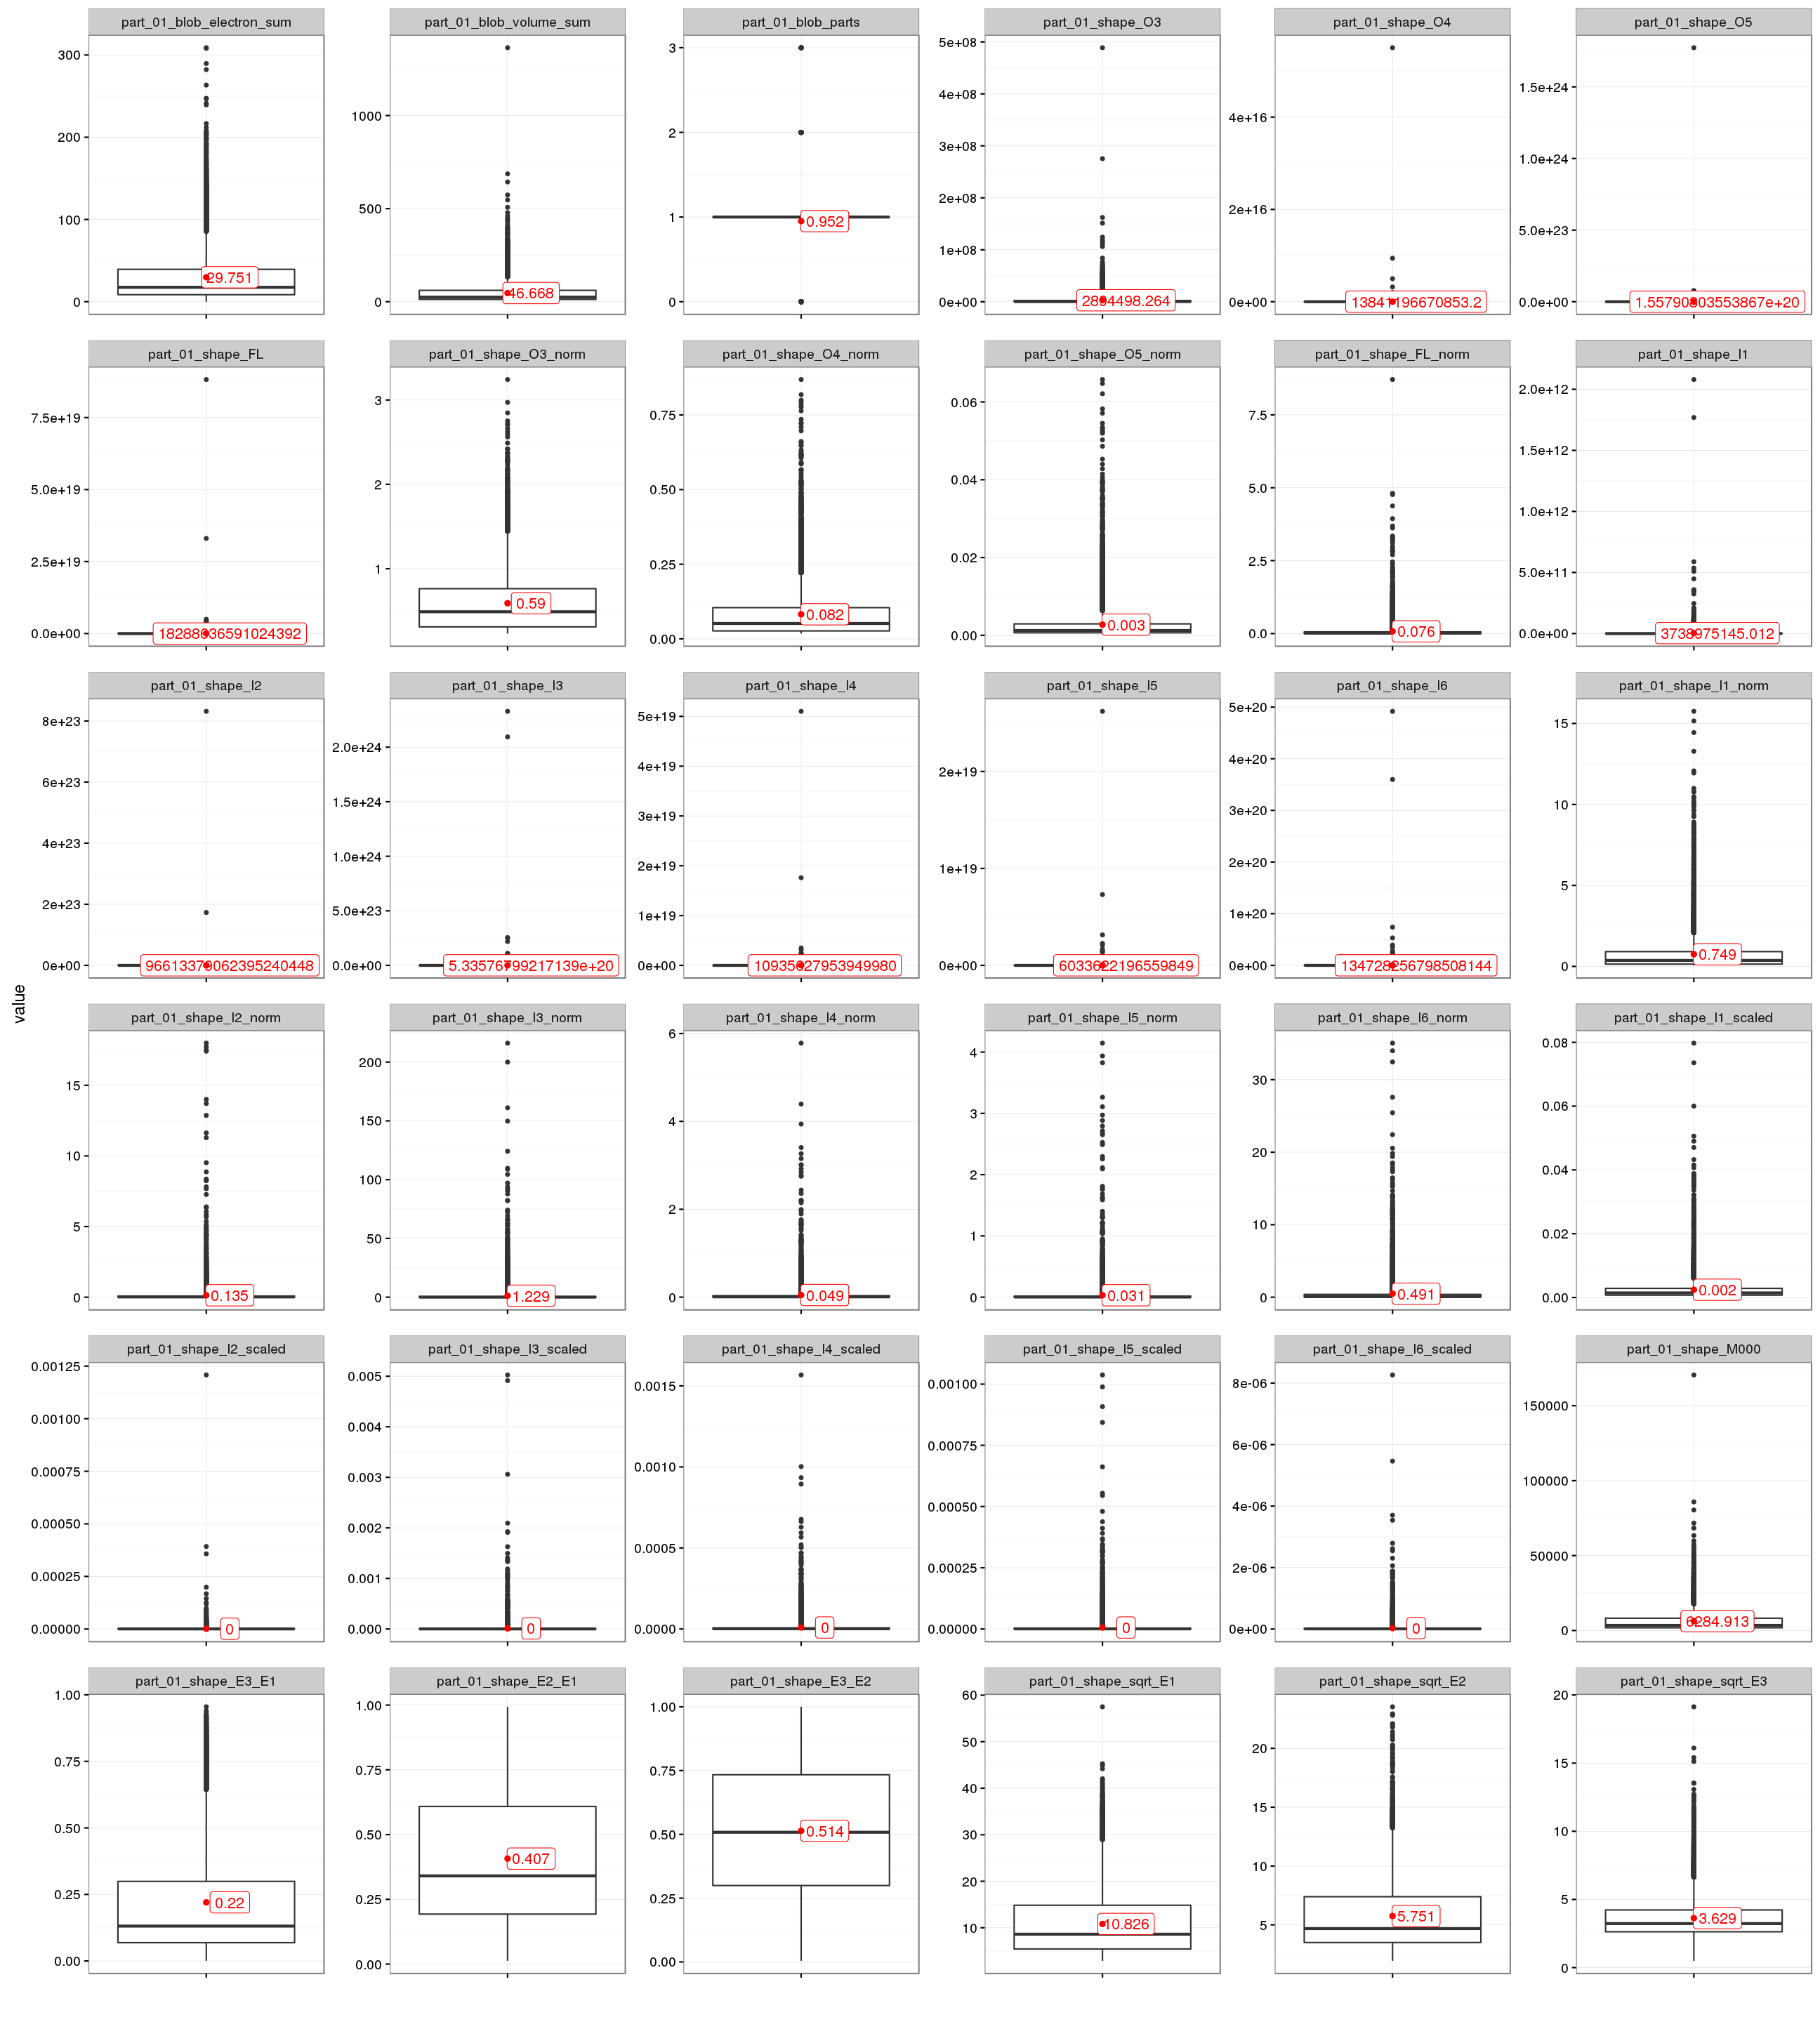 part_01_blob_electron_sum part_01_blob_volume_sum part_01_blob_parts part_01_shape_O3 part_01_shape_O4 part_01_shape_O5
300
200
100
0
29.751
1000
500
0
46.668
3
2
1
0
0.952
5e+08
4e+08
3e+08
2e+08
1e+08
0e+00
4e+16
2e+16
0e+00
1.5e+24
1.0e+24
5.0e+23
0e+00
part_01_shape_FL part_01_shape_O3_norm part_01_shape_O4_norm part_01_shape_O5_norm part_01_shape_FL_norm part_01_shape_I1
7.5e+19
5.0e+19
2.5e+19
0.0e+00
3
2
1
0.59
0.75
0.50
0.25
0.00
0.082
0.06
0.04
0.02
0.00
0.003
7.5
5.0
2.5
0.0
0.076
2.0e+12
1.5e+12
1.0e+12
5.0e+11
0.0e+00
part_01_shape_I2 part_01_shape_I3 part_01_shape_I4 part_01_shape_I5 part_01_shape_I6 part_01_shape_I1_norm
8e+23
6e+23
4e+23
2e+23
0e+00
2.0e+24
1.5e+24
1.0e+24
5.0e+23
0.0e+00
5e+19
4e+19
3e+19
2e+19
1e+19
0e+00
2e+19
1e+19
0e+00
5e+20
4e+20
3e+20
2e+20
1e+20
0e+00
15
10
5
0
0.749
value
part_01_shape_I2_norm part_01_shape_I3_norm part_01_shape_I4_norm part_01_shape_I5_norm part_01_shape_I6_norm part_01_shape_I1_scaled
15
10
5
0
0.135
200
150
100
50
0
1.229
6
4
2
0
0.049
4
3
2
1
0
0.031
30
20
10
0
0.491
0.08
0.06
0.04
0.02
0.00
0.002
part_01_shape_I2_scaled part_01_shape_I3_scaled part_01_shape_I4_scaled part_01_shape_I5_scaled part_01_shape_I6_scaled part_01_shape_M000
0.00125
0.00100
0.00075
0.00050
0.00025
0.00000
0
0.005
0.004
0.003
0.002
0.001
0.000
0
0.0015
0.0010
0.0005
0.0000
0
0.00100
0.00075
0.00050
0.00025
0.00000
0
8e-06
6e-06
4e-06
2e-06
0e+00
0
150000
100000
50000
0
6284.913
part_01_shape_E3_E1 part_01_shape_E2_E1 part_01_shape_E3_E2 part_01_shape_sqrt_E1 part_01_shape_sqrt_E2 part_01_shape_sqrt_E3
1.00
0.75
0.50
0.25
0.00
0.22
1.00
0.75
0.50
0.25
0.00
0.407
1.00
0.75
0.50
0.25
0.00
0.514
60
50
40
30
20
10
10.826
20
15
10
5
5.751
20
15
10
5
0
3.629